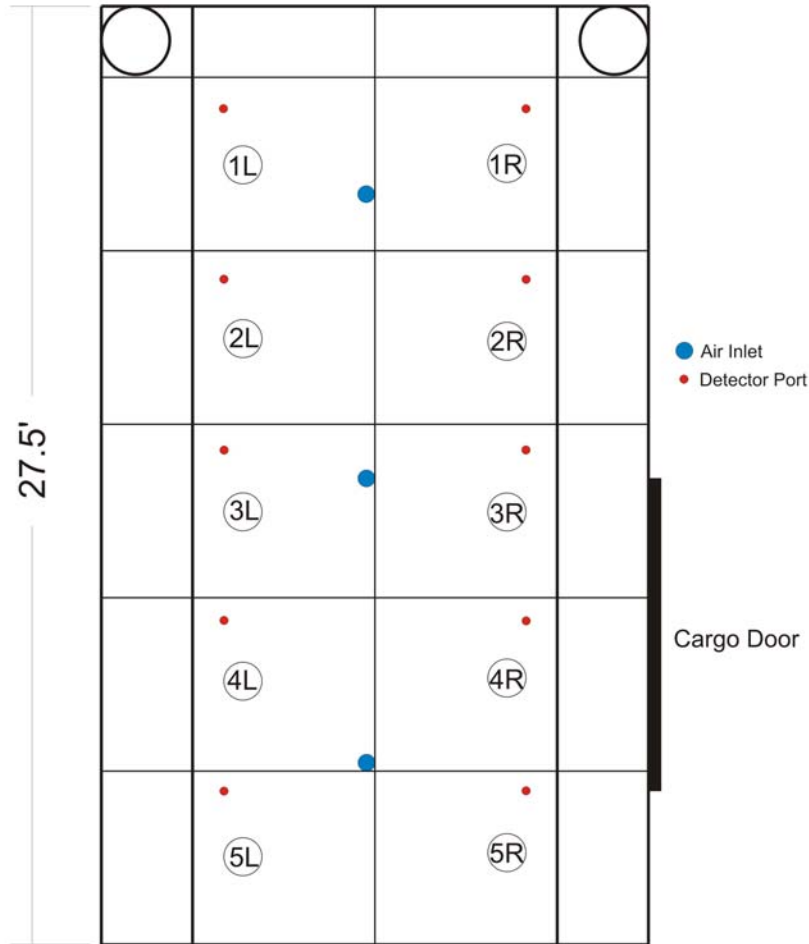 1L
1R
2L
2R
Air Inlet
Detector Port
27.5'
3L
3R
Cargo Door
4L
4R
5L
5R